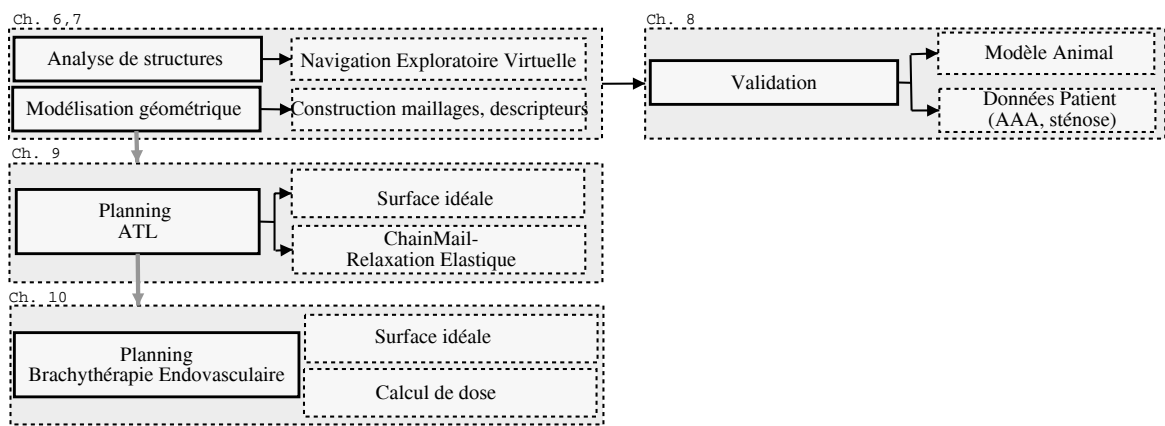 Ch. 6,7
Analyse de structures
Navigation Exploratoire Virtuelle
Modélisation géométrique
Construction maillages, descripteurs
Ch. 8
Validation
Modèle Animal
Données Patient
(AAA, sténose)
Ch. 9
Planning
ATL
Surface idéale
ChainMail-
Relaxation Elastique
Ch. 10
Planning
Brachythérapie Endovasculaire
Surface idéale
Calcul de dose